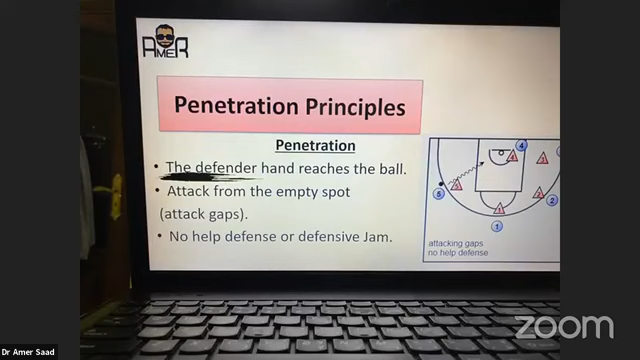 AMER
Penetration Principles
Penetration
• The defender hand reaches the ball.
• Attack from the empty spot
(attack gaps).
• No help defense or defensive Jam.
4
5
2
1
attacking gaps
no help defense
zoom
Dr Amer Saad